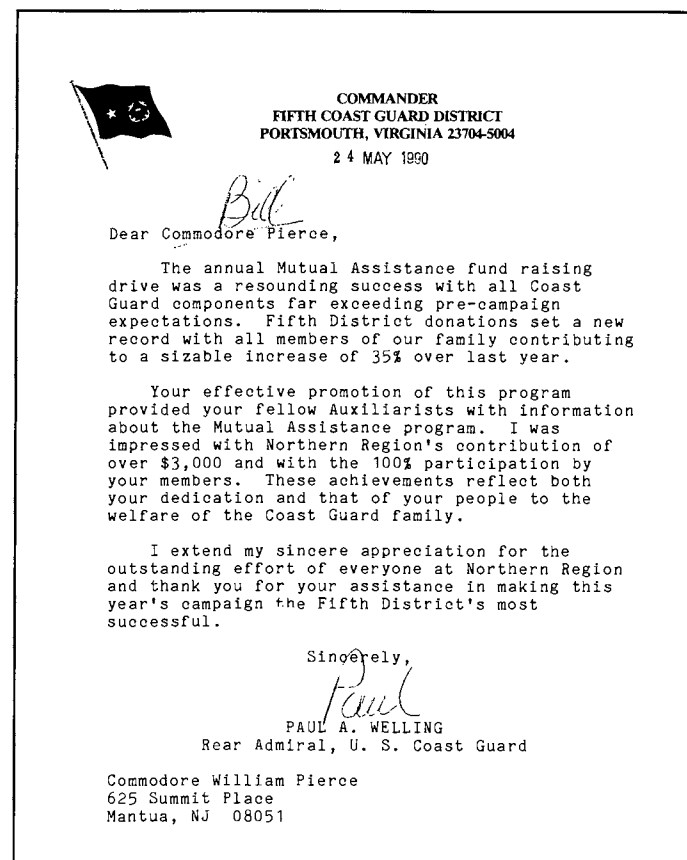 COMMANDER
FIFTH COAST GUARD DISTRICT
PORTSMOUTH, VIRGINIA 23704-5004
24 MAY 1990
Bill
Dear Commodore Pierce,
The annual Mutual Assistance fund raising
drive was a resounding success with all Coast
Guard components far exceeding pre-campaign
expectations. Fifth District donations set a new
record with all members of our family contributing
to a sizable increase of 35% over last year.
Your effective promotion of this program
provided your fellow Auxiliarists with information
about the Mutual Assistance program. I was
impressed with Northern Region's contribution of
over $3,000 and with the 100% participation by
your members. These achievements reflect both
your dedication and that of your people to the
welfare of the Coast Guard family.
I extend my sincere appreciation for the
outstanding effort of everyone at Northern Region
and thank you for your assistance in making this
year's campaign the Fifth District's most
successful.
Sincerely,
Paul
PAUL A. WELLING
Rear Admiral, U. S. Coast Guard
Commodore William Pierce
625 Summit Place
Mantua, NJ 08051